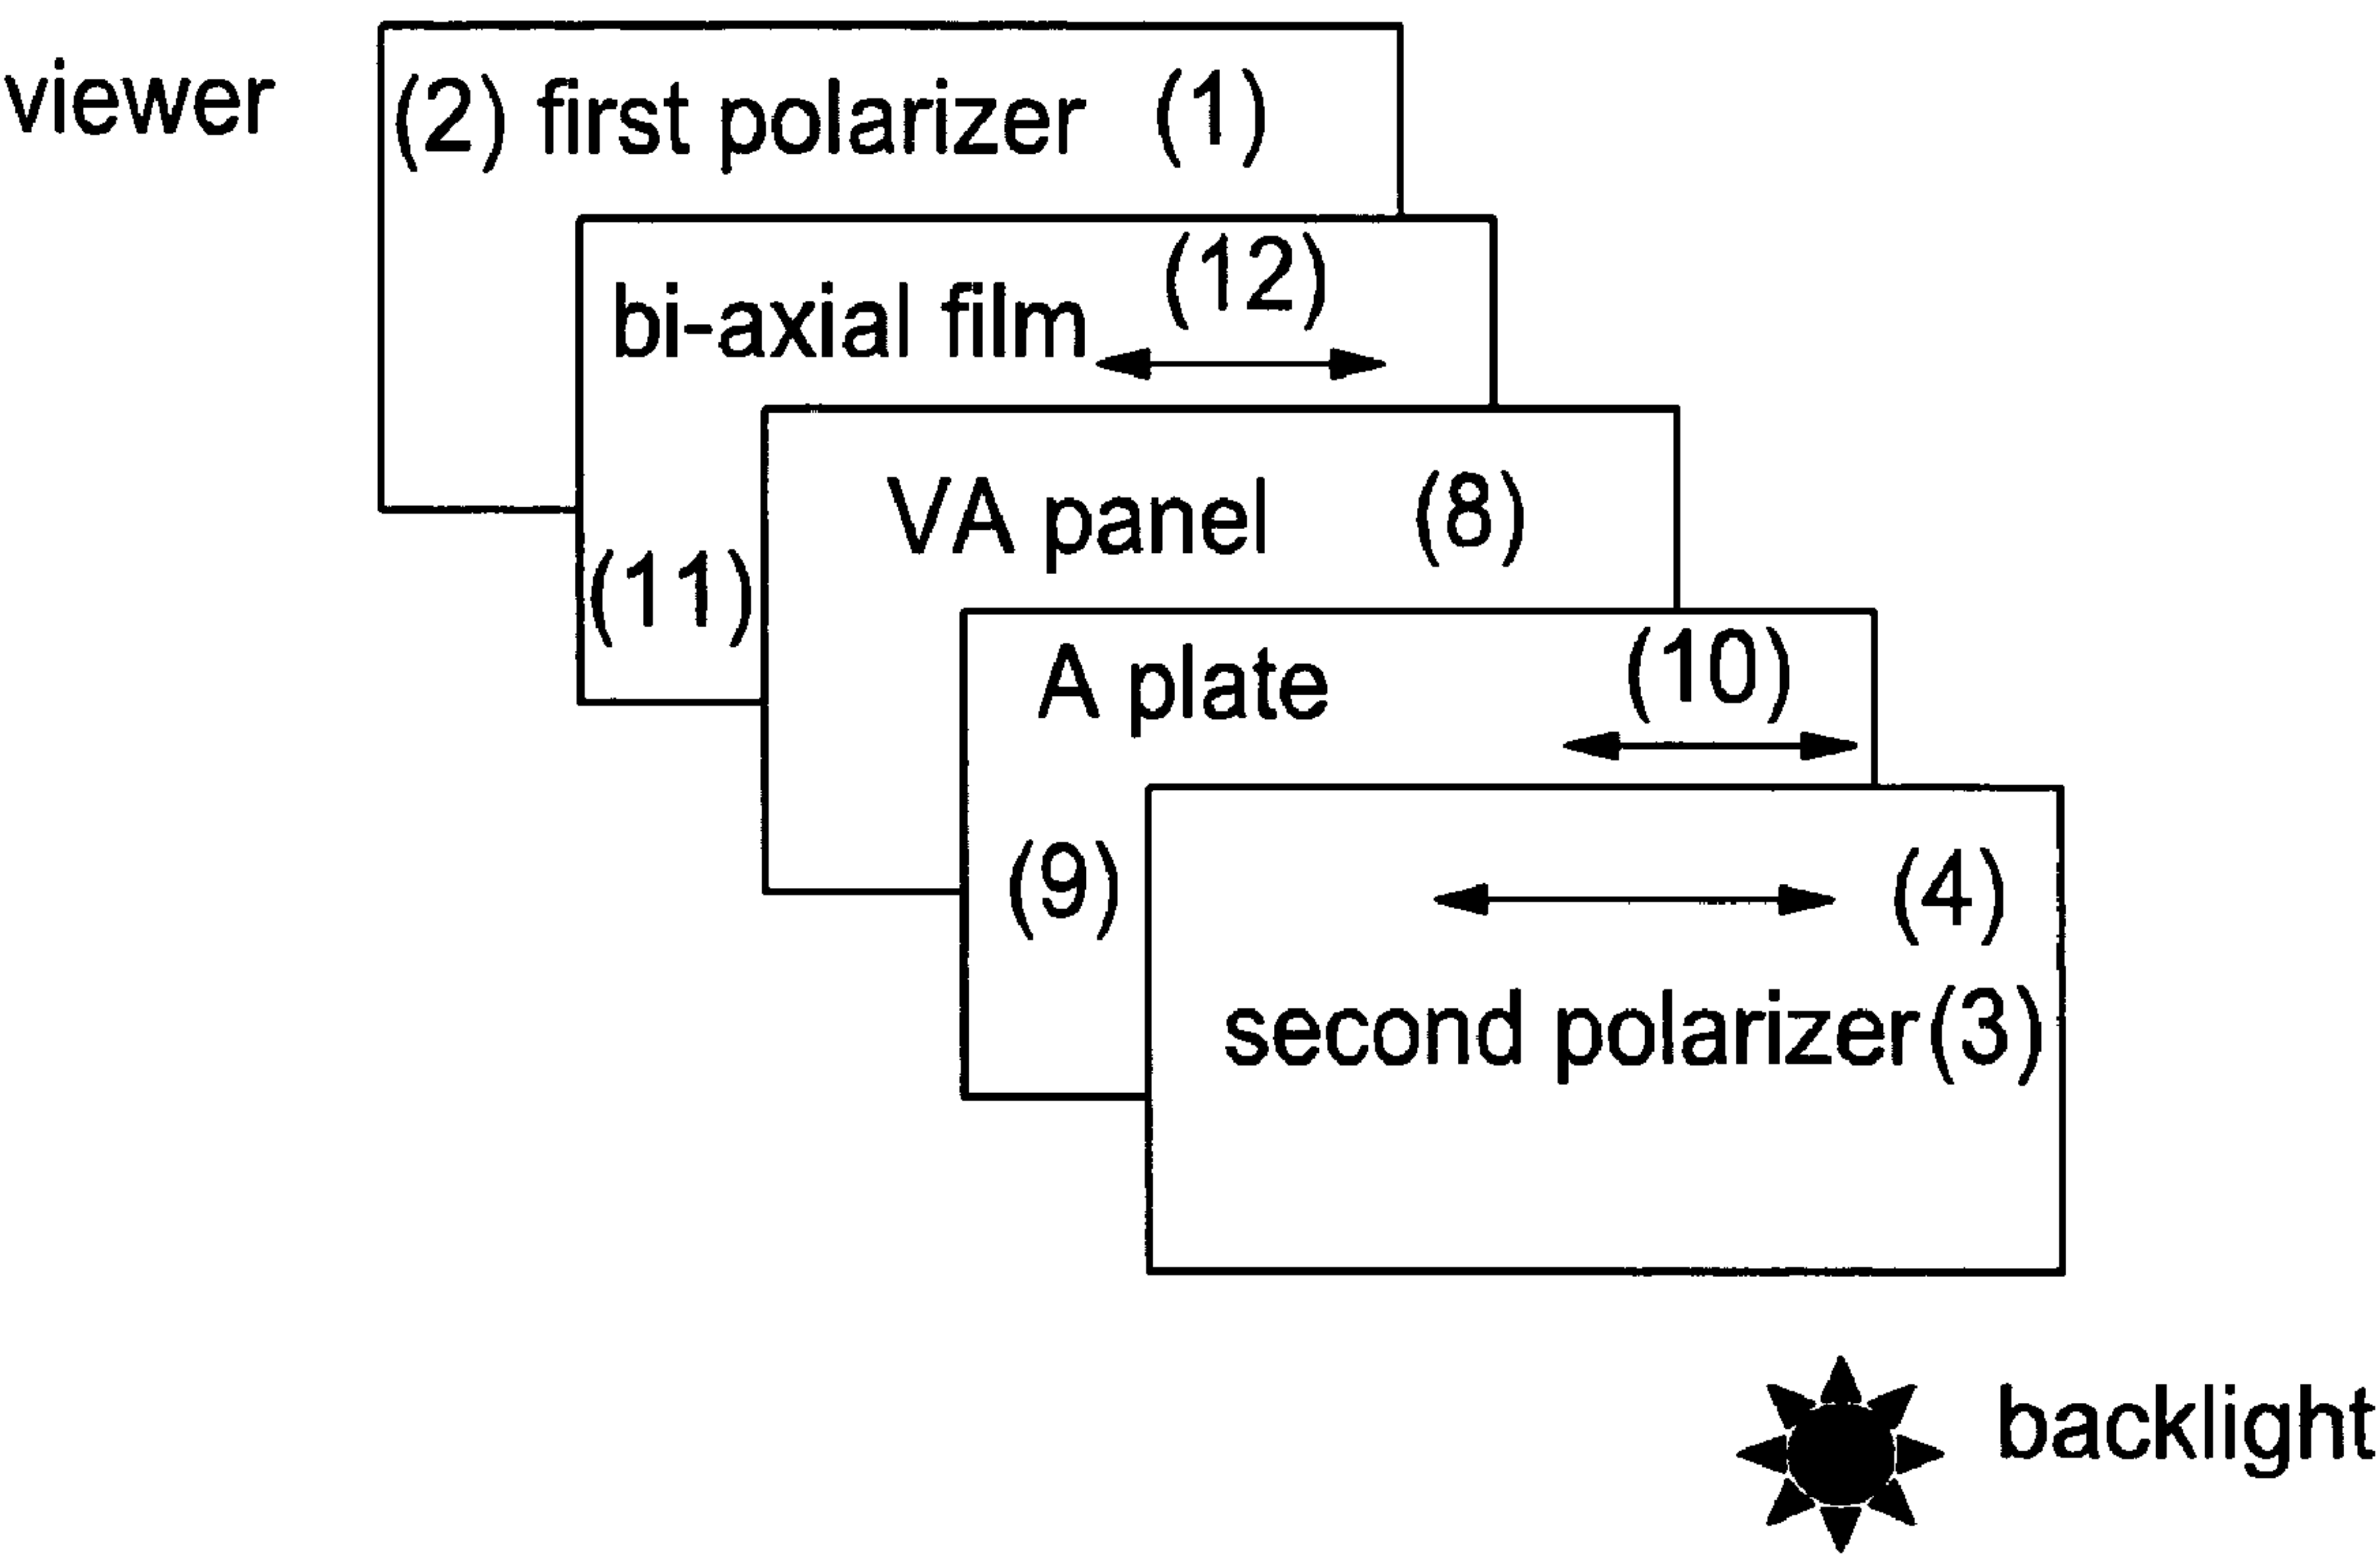 viewer
(2) first polarizer (1)
(12)
bi-axial film
VA panel (8)
(11)
A plate (10)
(9)
(4)
second polarizer(3)
backlight